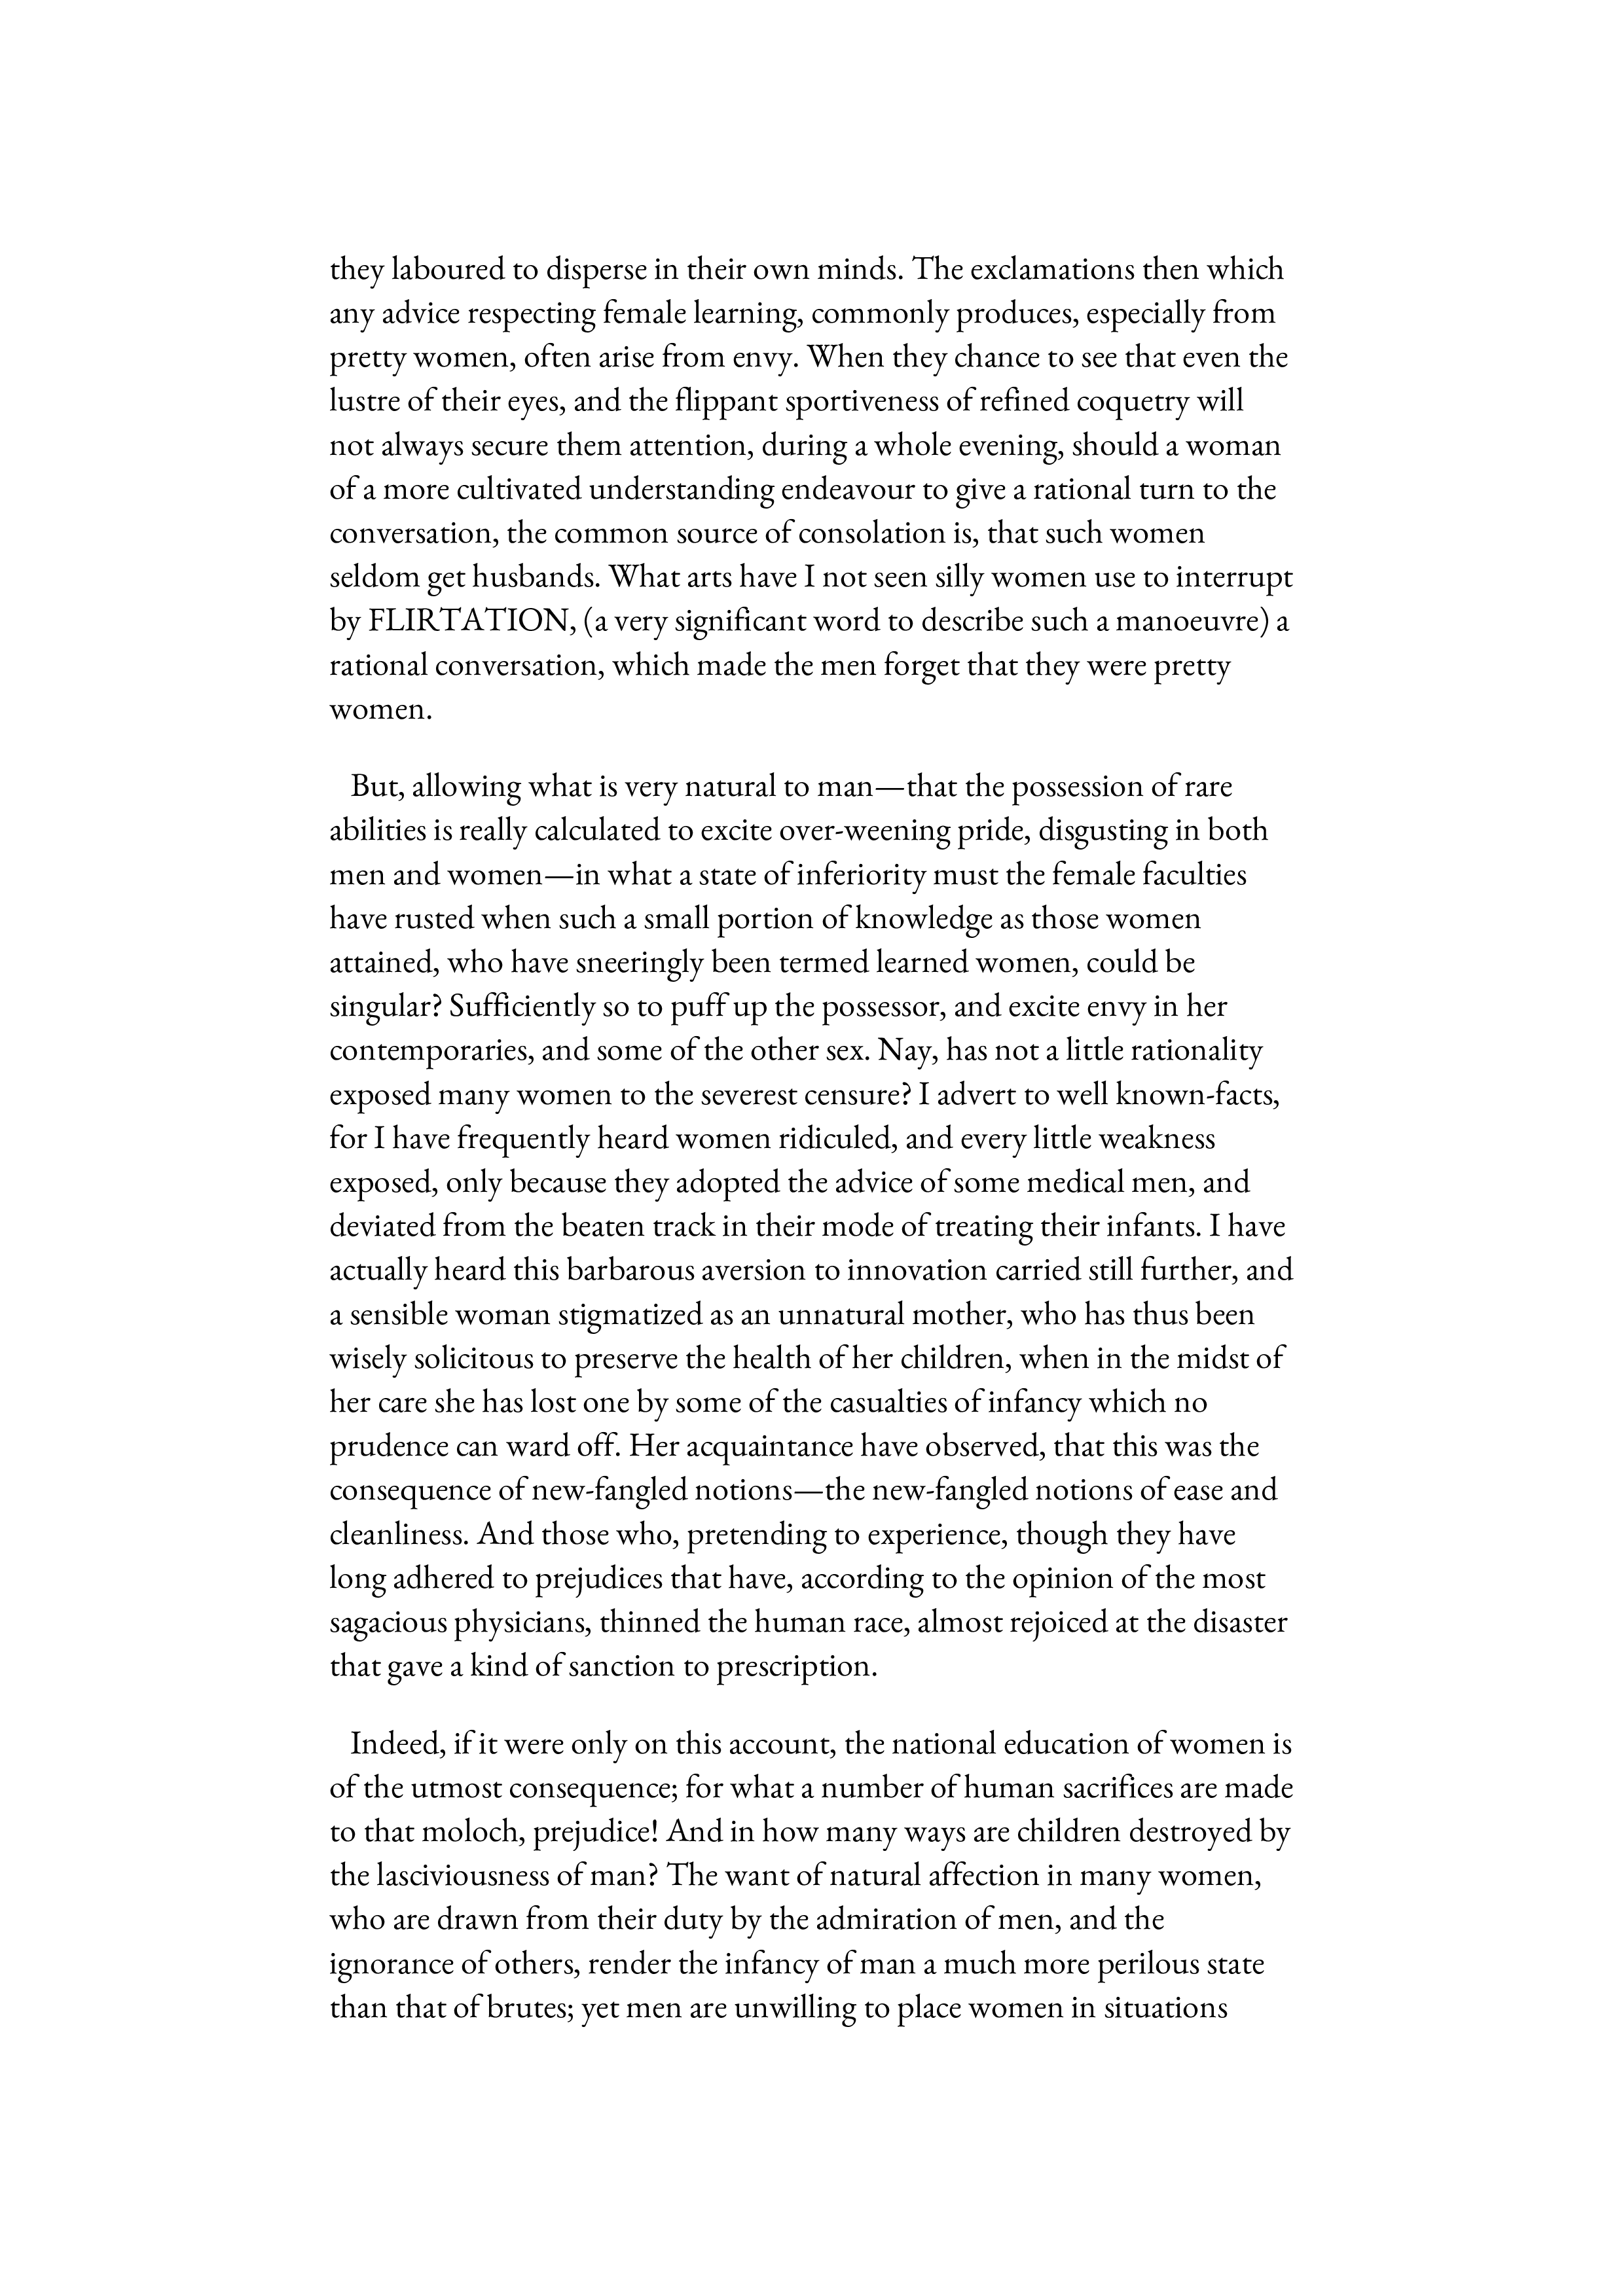 they laboured to disperse in their own minds. The exclamations then which
any advice respecting female learning, commonly produces, especially from
pretty women, often arise from envy. When they chance to see that even the
lustre of their eyes, and the flippant sportiveness of refined coquetry will
not always secure them attention, during a whole evening, should a woman
of a more cultivated understanding endeavour to give a rational turn to the
conversation, the common source of consolation is, that such women
seldom get husbands. What arts have I not seen silly women use to interrupt
by FLIRTATION, (a very significant word to describe such a manoeuvre) a
rational conversation, which made the men forget that they were pretty
women.
But, allowing what is very natural to man—that the possession of rare
abilities is really calculated to excite over-weening pride, disgusting in both
men and women—in what a state of inferiority must the female faculties
have rusted when such a small portion of knowledge as those women
attained, who have sneeringly been termed learned women, could be
singular? Sufficiently so to puff up the possessor, and excite envy in her
contemporaries, and some of the other sex. Nay, has not a little rationality
exposed many women to the severest censure? I advert to well known-facts,
for I have frequently heard women ridiculed, and every little weakness
exposed, only because they adopted the advice of some medical men, and
deviated from the beaten track in their mode of treating their infants. I have
actually heard this barbarous aversion to innovation carried still further, and
a sensible woman stigmatized as an unnatural mother, who has thus been
wisely solicitous to preserve the health of her children, when in the midst of
her care she has lost one by some of the casualties of infancy which no
prudence can ward off. Her acquaintance have observed, that this was the
consequence of new-fangled notions—the new-fangled notions of ease and
cleanliness. And those who, pretending to experience, though they have
long adhered to prejudices that have, according to the opinion of the most
sagacious physicians, thinned the human race, almost rejoiced at the disaster
that gave a kind of sanction to prescription.
Indeed, if it were only on this account, the national education of women is
of the utmost consequence; for what a number of human sacrifices are made
to that moloch, prejudice! And in how many ways are children destroyed by
the lasciviousness of man? The want of natural affection in many women,
who are drawn from their duty by the admiration of men, and the
ignorance of others, render the infancy of man a much more perilous state
than that of brutes; yet men are unwilling to place women in situations